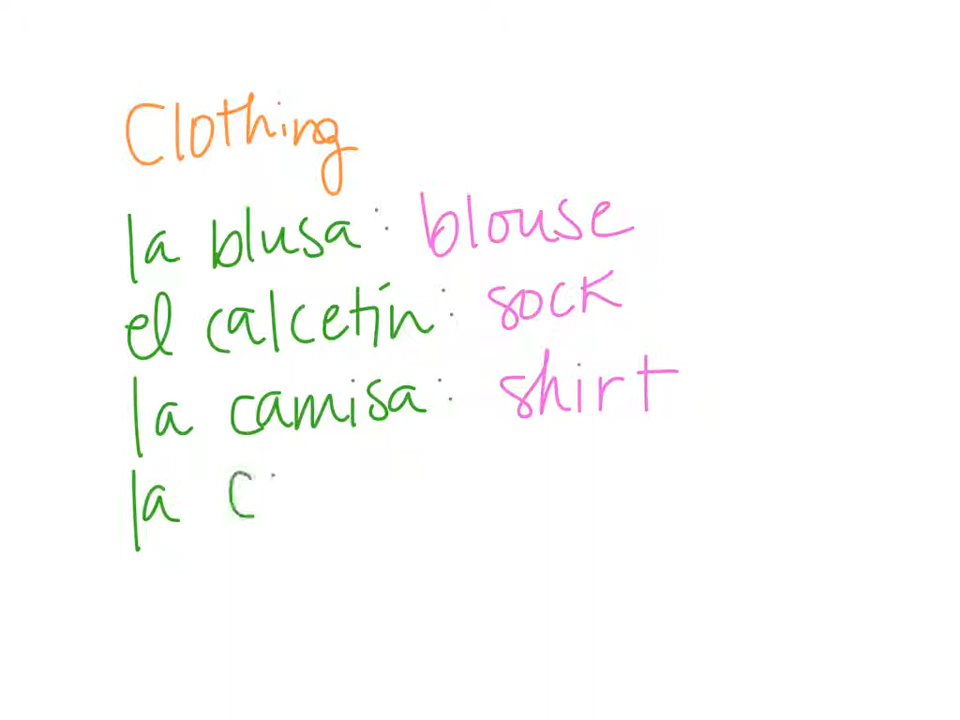 Clothing
la blusa: blouse
el calcetín: sock
la camisa: shirt
la c